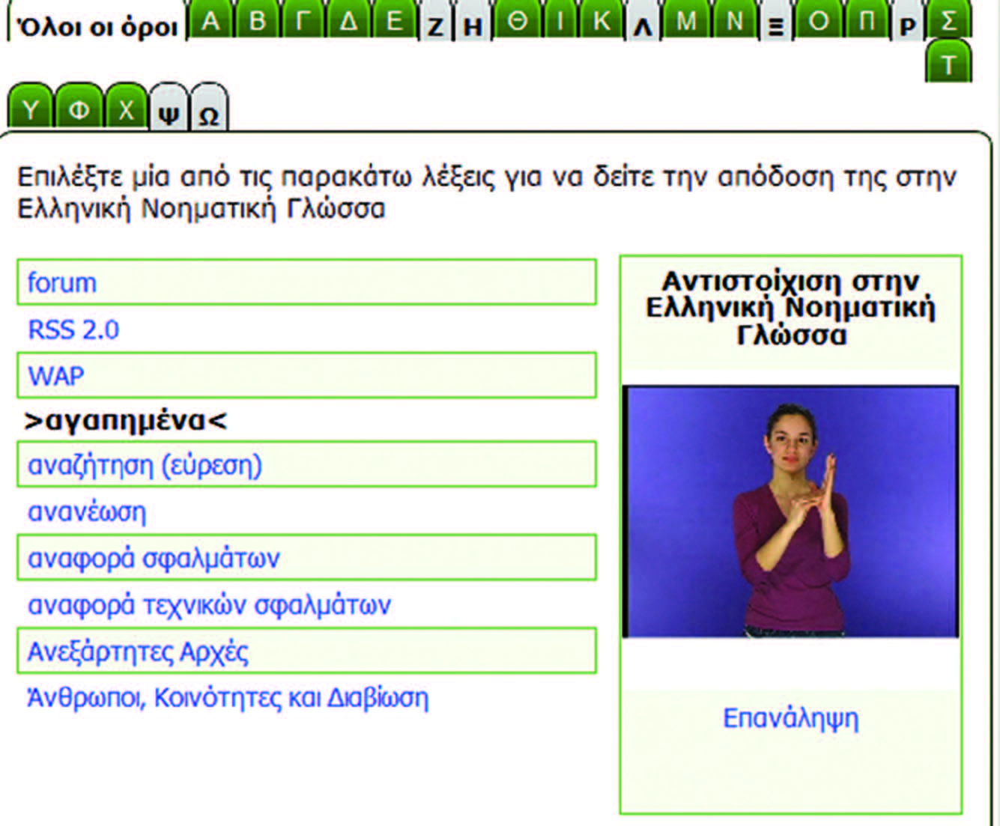 Όλοι οι όροι Α Β Γ Δ Ε Ζ Η Θ Ι Κ Λ Μ Ν Ξ Ο Π Ρ Σ
Τ
Υ Φ Χ Ψ Ω
Επιλέξτε μία από τις παρακάτω λέξεις για να δείτε την απόδοση της στην
Ελληνική Νοηματική Γλώσσα
forum
RSS 2.0
WAP
>αγαπημένα<
αναζήτηση (εύρεση)
ανανέωση
αναφορά σφαλμάτων
αναφορά τεχνικών σφαλμάτων
Ανεξάρτητες Αρχές
Άνθρωποι, Κοινότητες και Διαβίωση
Αντιστοίχιση στην
Ελληνική Νοηματική
Γλώσσα
Επανάληψη